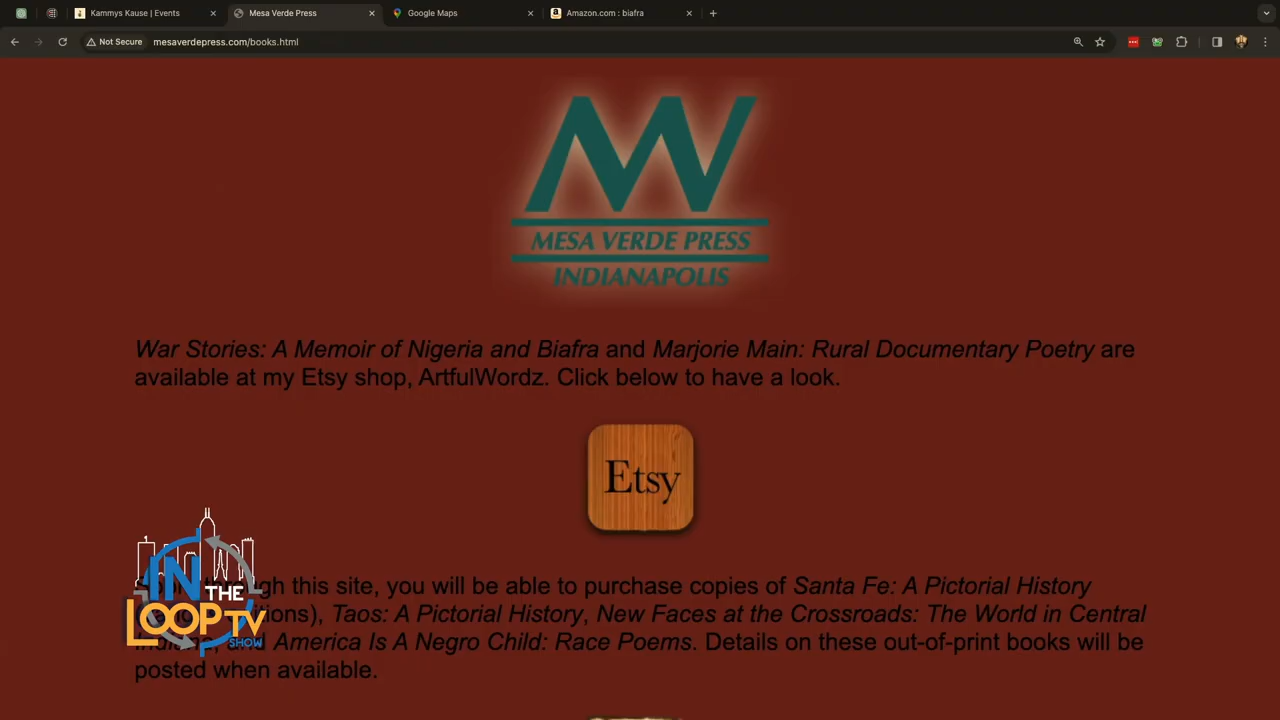 Kammys Kause | Events
Mesa Verde Press
Google Maps
Amazon.com : biafra
Not Secure
mesaverdepress.com/books.html
MESA VERDE PRESS
INDIANAPOLIS
War Stories: A Memoir of Nigeria and Biafra and Marjorie Main: Rural Documentary Poetry are
available at my Etsy shop, ArtfulWordz. Click below to have a look.
Etsy
this site, you will be able to purchase copies of Santa Fe: A Pictorial History
Taos: A Pictorial History, New Faces at the Crossroads: The World in Central
America Is A Negro Child: Race Poems. Details on these out-of-print books will be
posted when available.
IN
THE
LOOP TV
SHOW